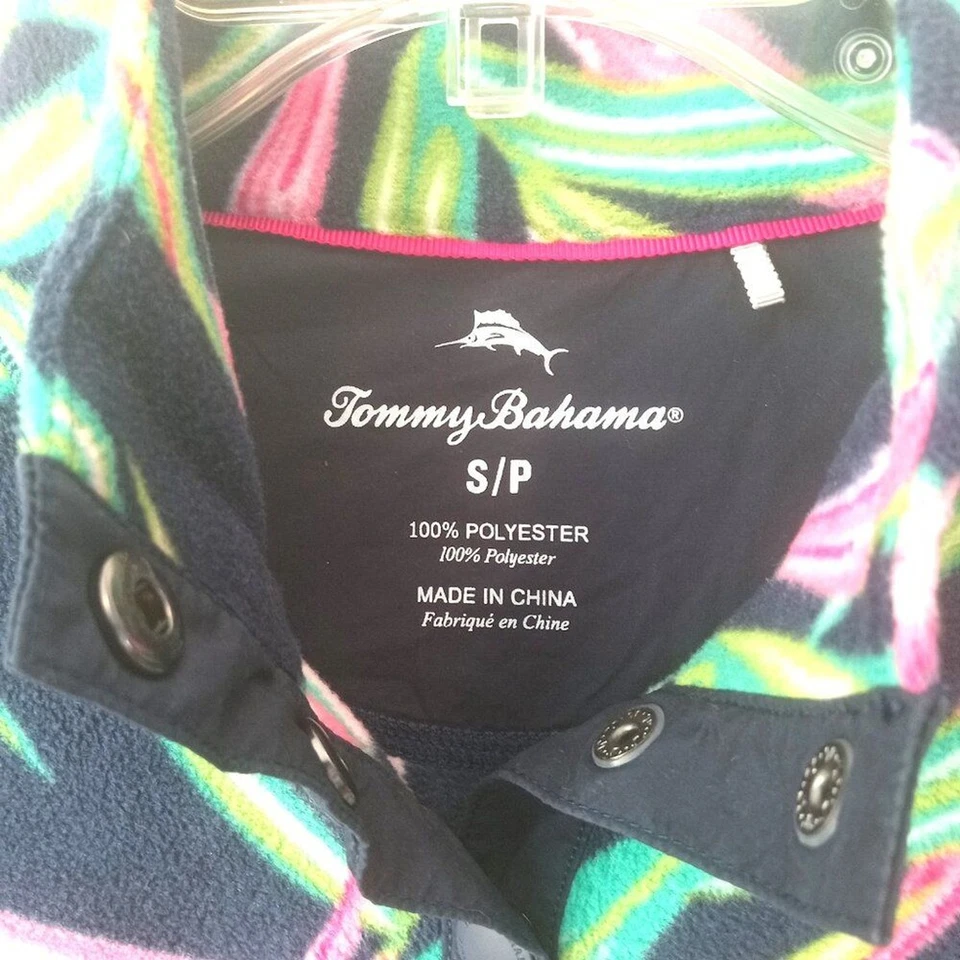 Tommy Bahama®
S/P
100% POLYESTER
100% Polyester
MADE IN CHINA
Fabriqué en Chine